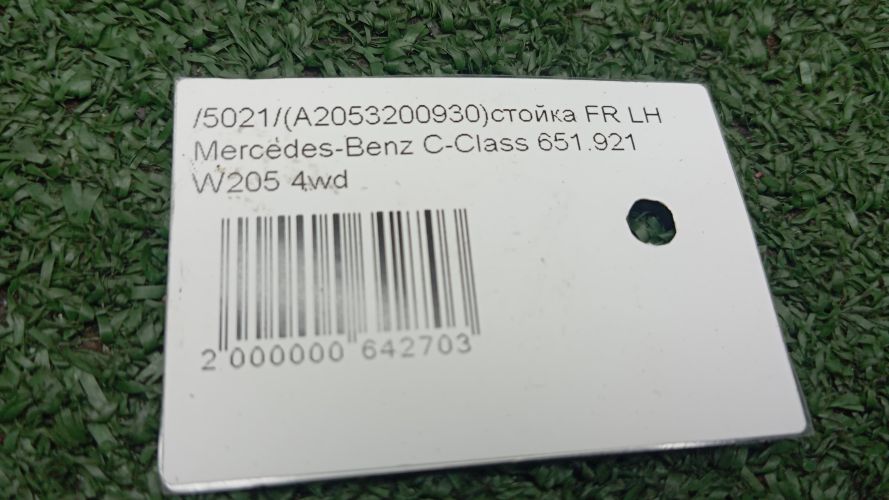 /5021/(A2053200930)стойка FR LH
Mercedes-Benz C-Class 651.921
W205 4wd
2 000000 642703